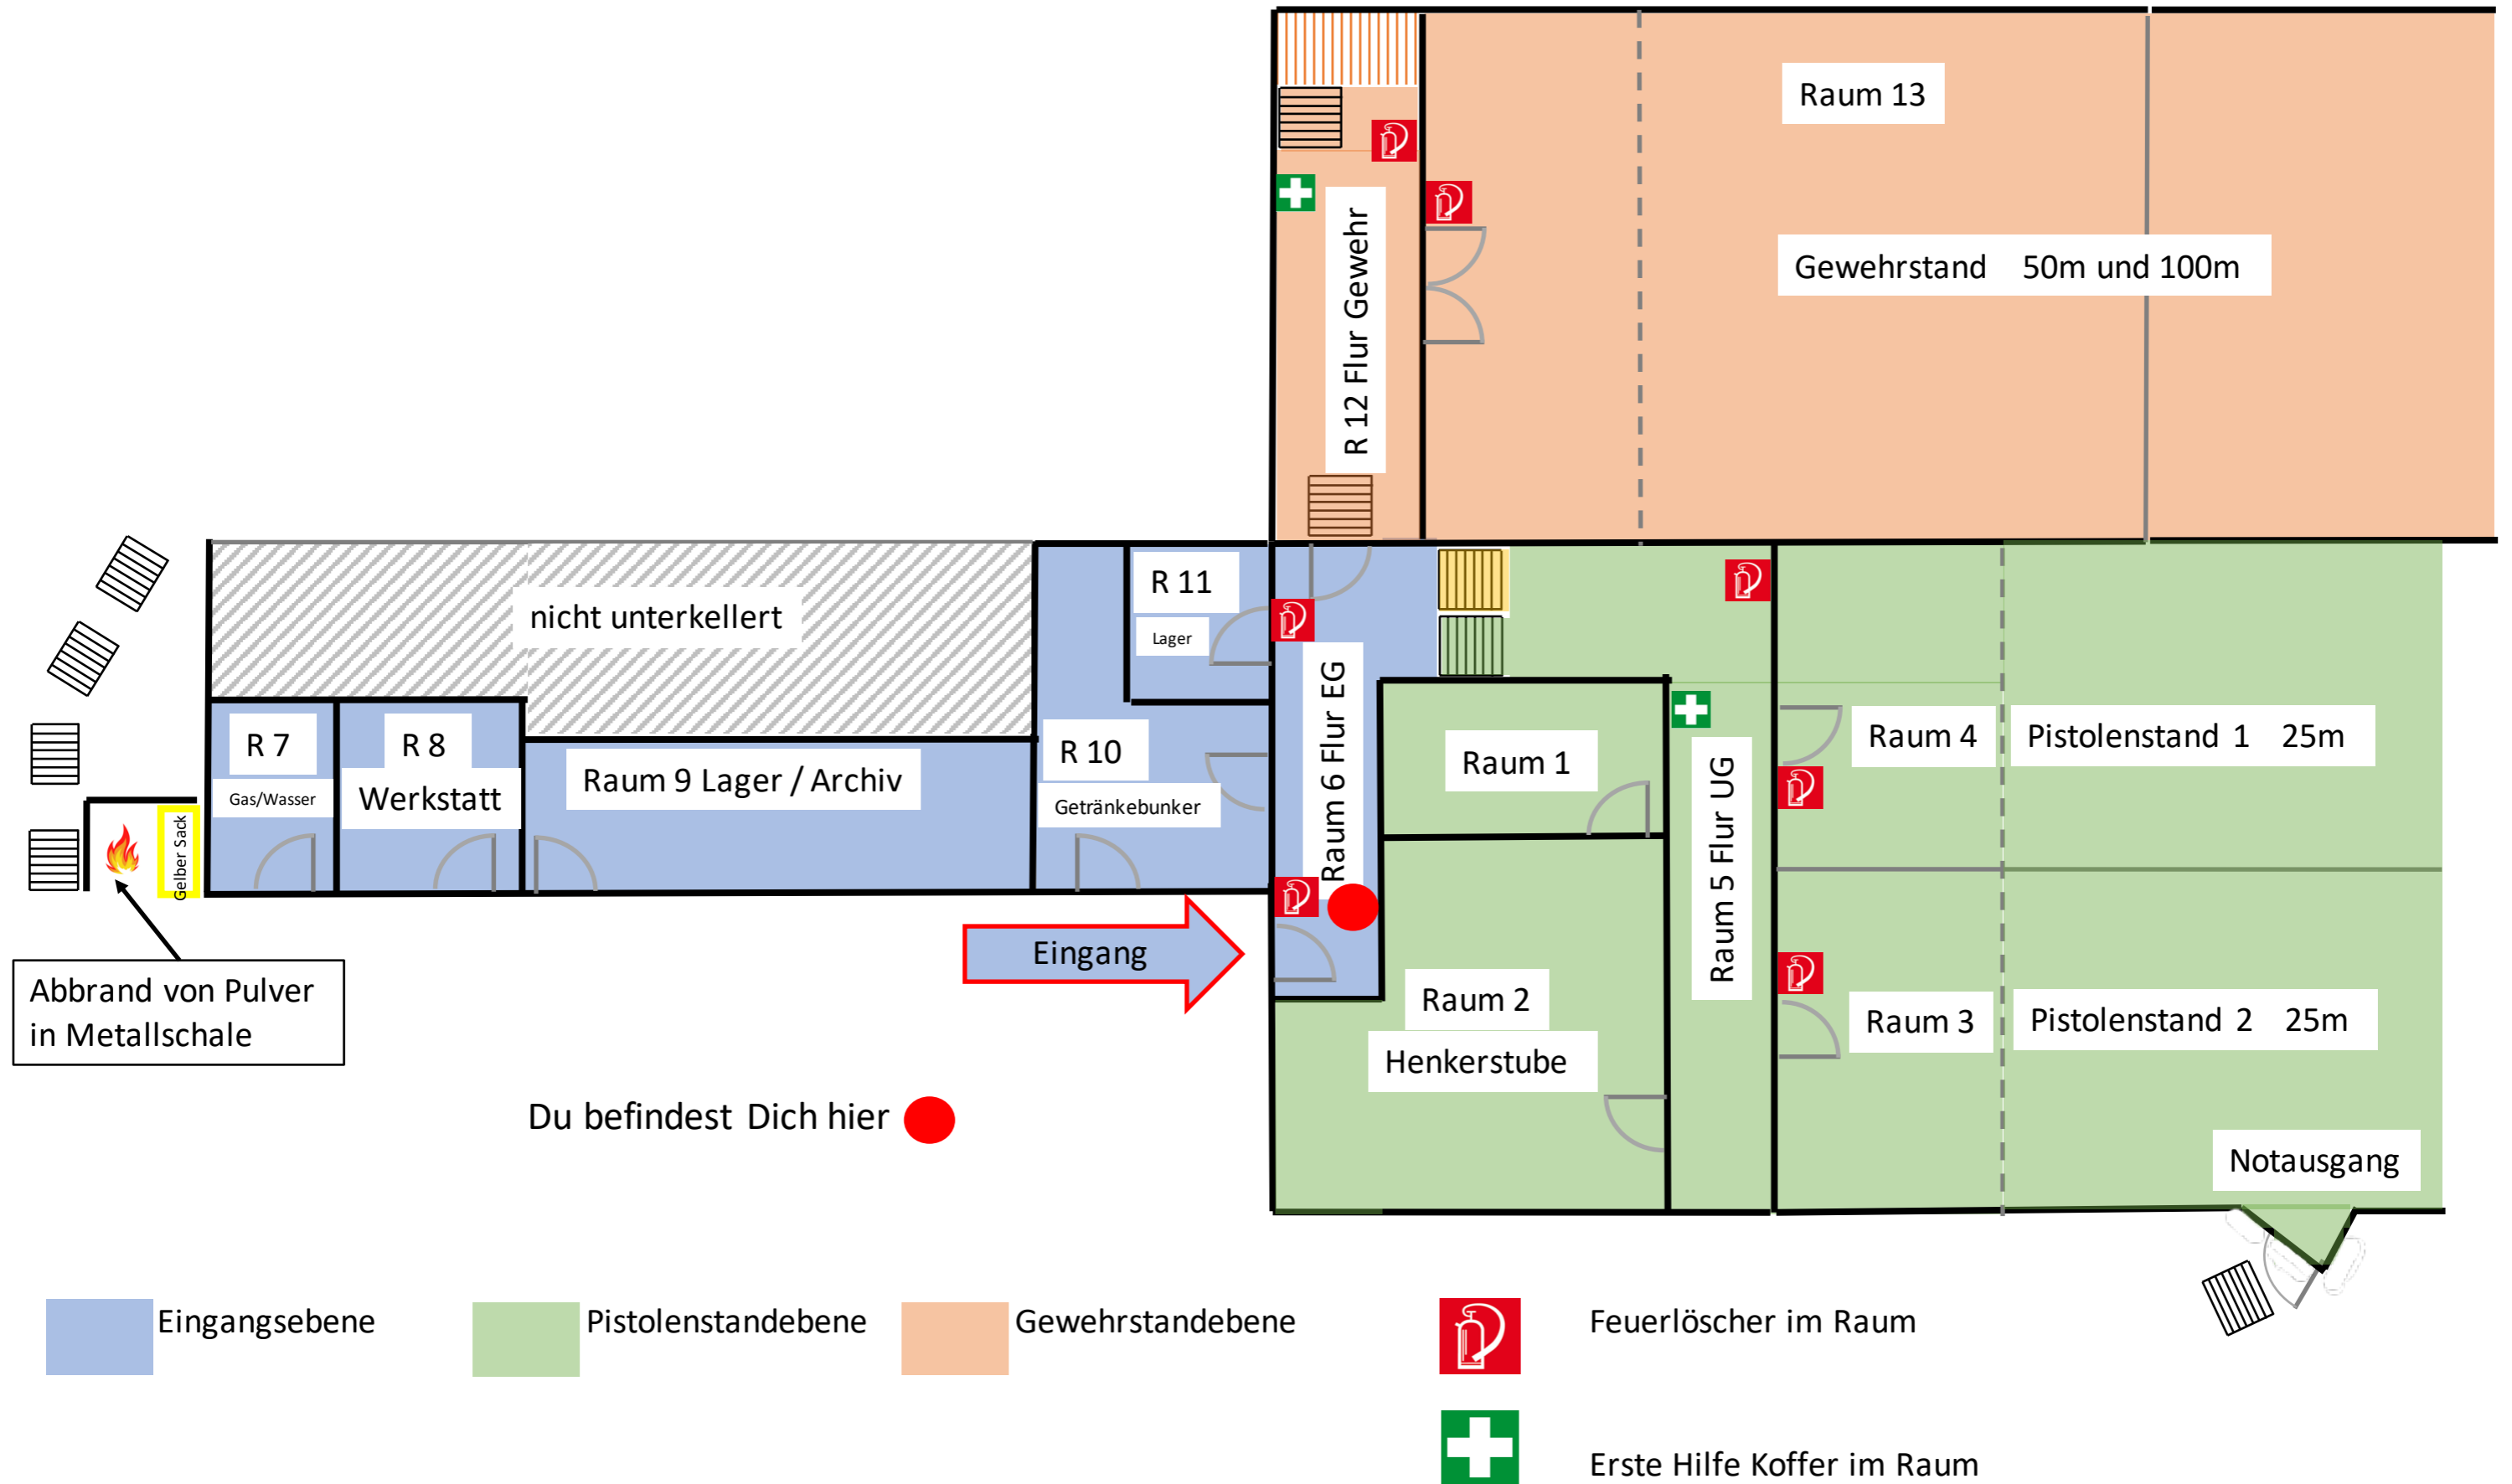 Raum 13
Gewehrstand 50m und 100m
R 12 Flur Gewehr
nicht unterkellert
R 11
Lager
R 7
Gas/Wasser
R 8
Werkstatt
Raum 9 Lager / Archiv
R 10
Getränkebunker
Raum 6 Flur EG
Raum 1
Raum 5 Flur UG
Raum 4
Pistolenstand 1 25m
Gelber Sack
Eingang
Abbrand von Pulver
in Metallschale
Raum 2
Henkerstube
Raum 3
Pistolenstand 2 25m
Du befindest Dich hier
Notausgang
Eingangsebene
Pistolenstandebene
Gewehrstandebene
Feuerlöscher im Raum
Erste Hilfe Koffer im Raum